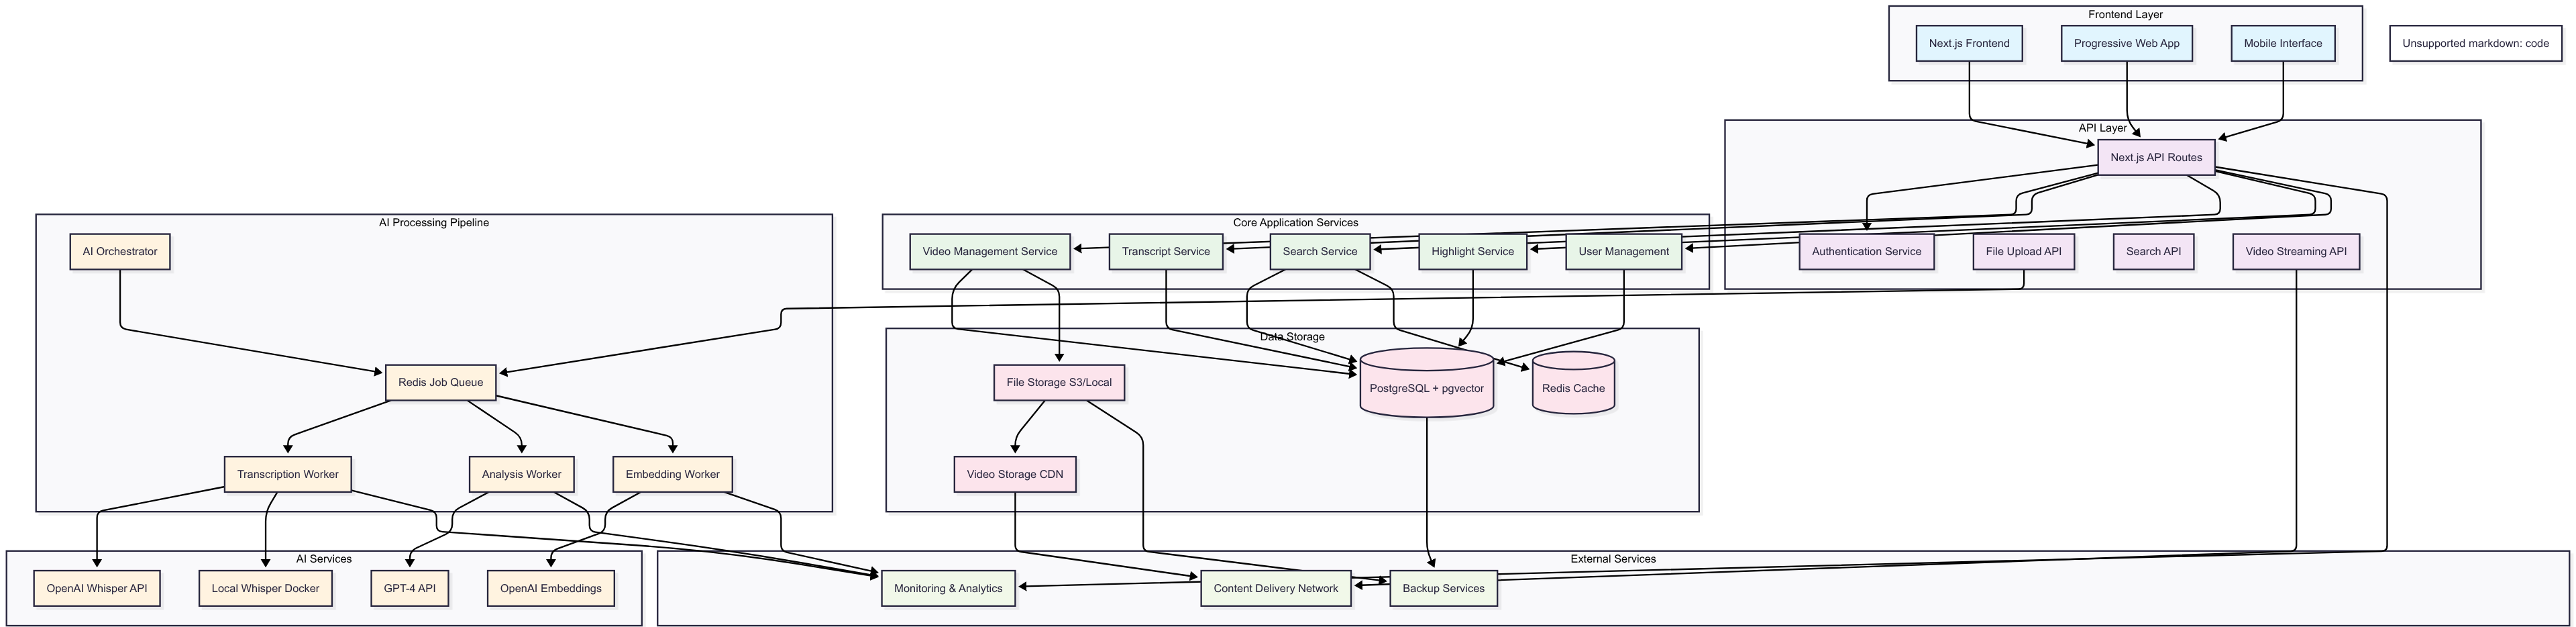 Frontend Layer
Next.js Frontend
Progressive Web App
Mobile Interface
Unsupported markdown: code
API Layer
Next.js API Routes
AI Processing Pipeline
Core Application Services
AI Orchestrator
Video Management Service
Transcript Service
Search Service
Highlight Service
User Management
Authentication Service
File Upload API
Search API
Video Streaming API
Data Storage
Redis Job Queue
File Storage S3/Local
PostgreSQL + pgvector
Redis Cache
Transcription Worker
Analysis Worker
Embedding Worker
Video Storage CDN
AI Services
External Services
OpenAI Whisper API
Local Whisper Docker
GPT-4 API
OpenAI Embeddings
Monitoring & Analytics
Content Delivery Network
Backup Services